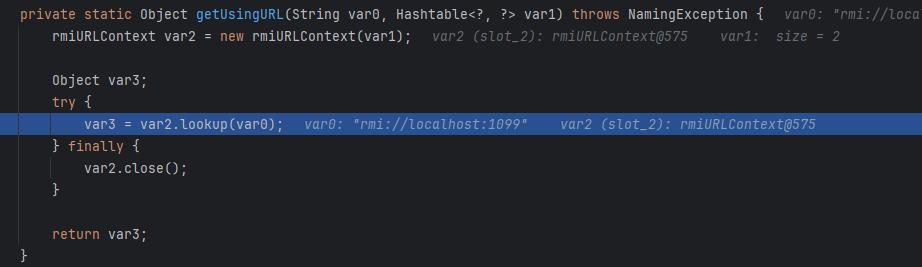 private static Object getUsingURL(String var0, Hashtable<?, ?> var1) throws NamingException {   var0: "rmi://loca
rmiURLContext var2 = new rmiURLContext(var1);   var2 (slot_2): rmiURLContext@575   var1:  size = 2
Object var3;
try {
var3 = var2.lookup(var0);   var0: "rmi://localhost:1099"   var2 (slot_2): rmiURLContext@575
} finally {
var2.close();
}
return var3;
}